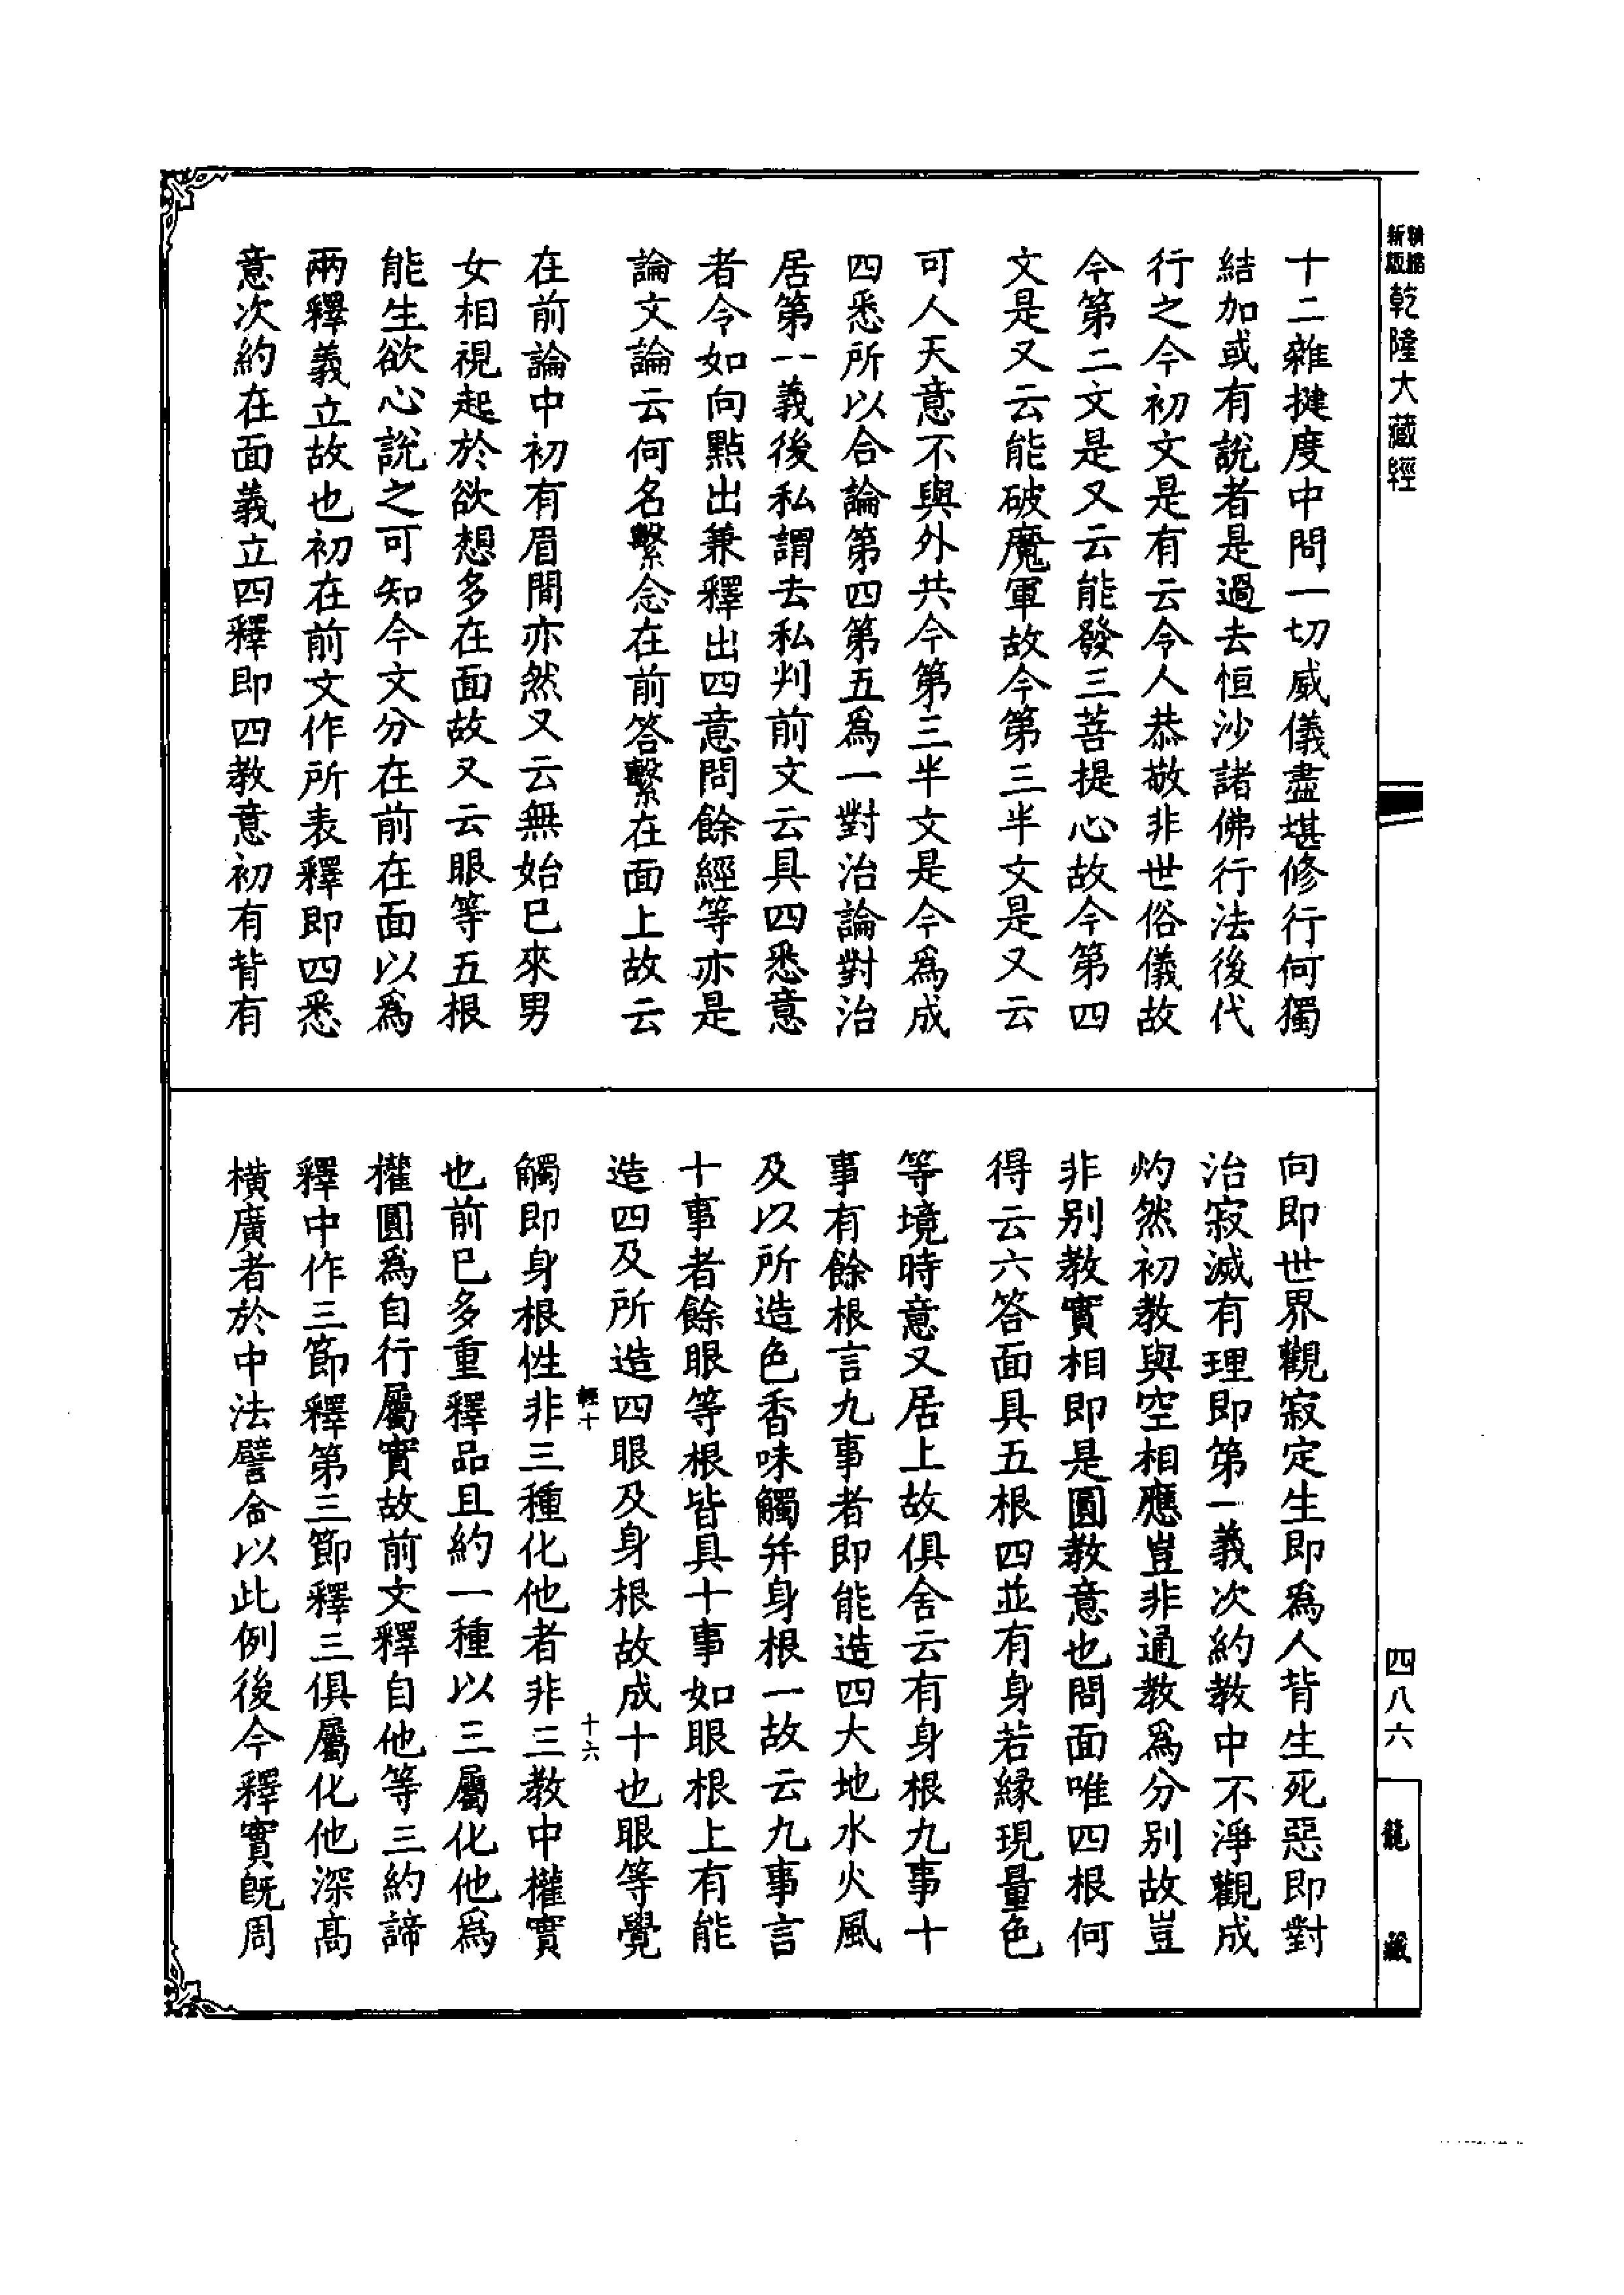 新版
乾隆大藏經
十二雜揵度中問一切威儀盡堪修行何獨
結加或有說者是過去恒沙諸佛行法後代
行之今初文是有云令人恭敬非世俗儀故
今第二文是又云能發三菩提心故今第四
文是又云能破魔軍故今第三半文是又云
可人天意不與外共今第三半文是今為成
四悉所以合論第四第五為一對治論對治
居第一義後私謂去私判前文云具四悉意
者令如向點出兼釋出四意問餘經等亦是
論文論云何名繫念在前答繫在面上故云
在前論中初有眉間亦然又云無始已來男
女相視起於欲想多在面故又云眼等五根
能生欲心說之可知今文分在前在面以為
兩釋義立故也初在前文作所表釋即四悉
意次約在面義立四釋即四教意初有背有
向即世界觀寂定生即為人背生死惡即對
治寂滅有理即第一義次約教中不淨觀成
灼然初教與空相應豈非通教為分別故豈
非別教實相即是圓教意也問面唯四根何
得云六答面具五根四並有身若緣現量色
等境時意又居上故俱舍云有身根九事十
事有餘根言九事者即能造四大地水火風
及以所造色香味觸并身根一故云九事言
十事者餘眼等根皆具十事如眼根上有能
造四及所造四眼及身根故成十也眼等覺
輕十 十六
觸即身根性非三種化他者非三教中權實
也前已多重釋品且約一種以三屬化他為
權圓為自行屬實故前文釋自他等三約諦
釋中作三節釋第三節釋三俱屬化他深高
橫廣者於中法譬合以此例後今釋實既周
四八六
龍藏